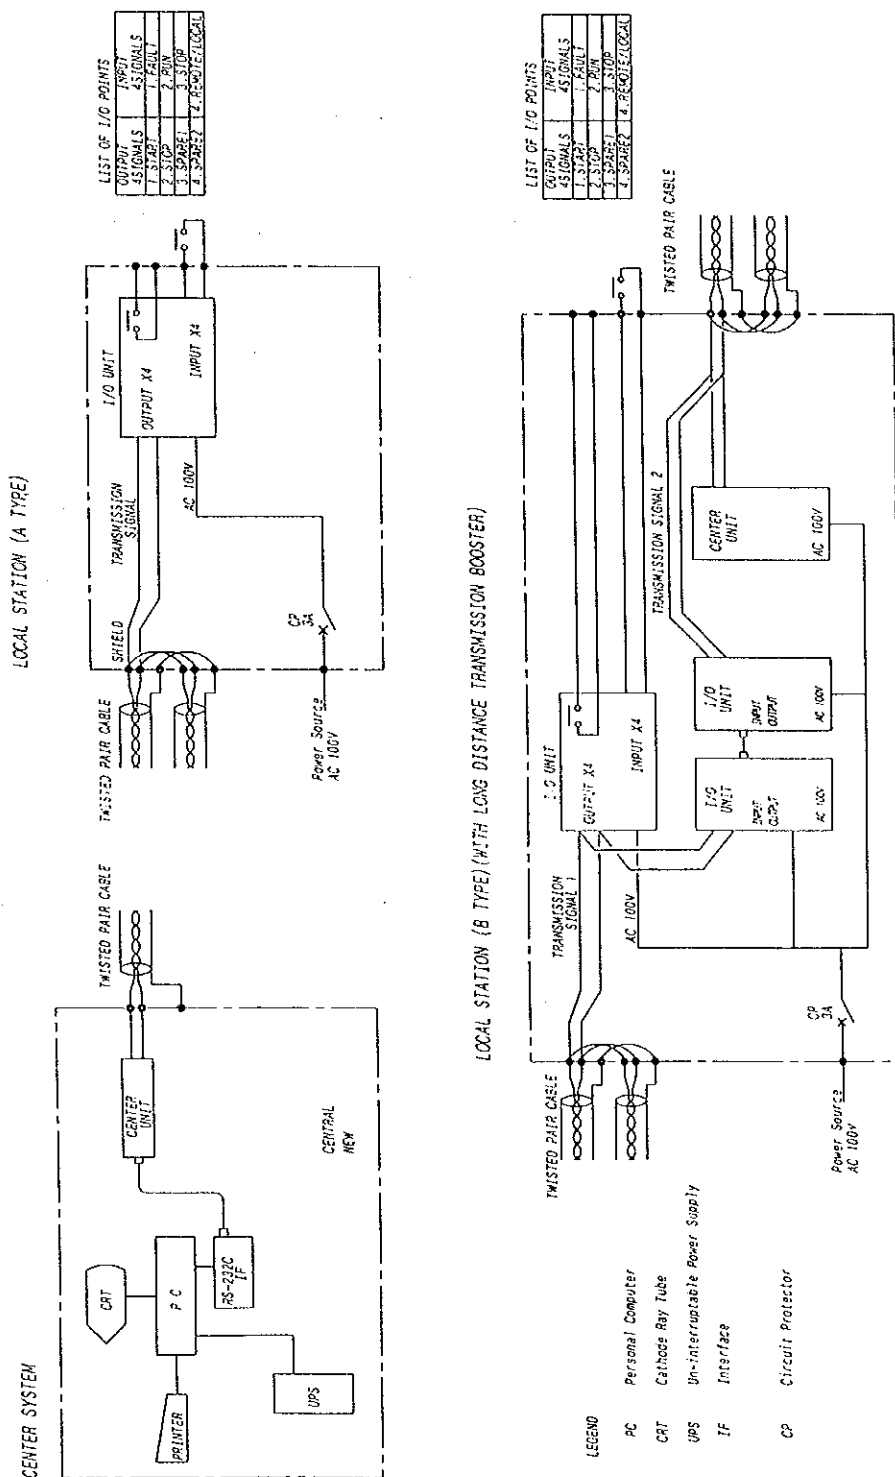 CENTER SYSTEM
CRT
PRINTER
P C
UPS
RS-232C
IF
CENTER
UNIT
CENTRAL
NEW
TWISTED PAIR CABLE
LOCAL STATION (A TYPE)
TWISTED PAIR CABLE
SHIELD
TRANSMISSION
SIGNAL
AC 100V
CP
3A
Power Source
AC 100V
I/O UNIT
OUTPUT X4
INPUT X4
LIST OF I/O POINTS
OUTPUT INPUT
4SIGNALS 4SIGNALS
1.START 1.FAULT
2.STOP 2.RUN
3.SPARE1 3.STOP
4.SPARE2 4.REMOTE/LOCAL
LOCAL STATION (B TYPE)(WITH LONG DISTANCE TRANSMISSION BOOSTER)
TWISTED PAIR CABLE
TRANSMISSION
SIGNAL 1
AC 100V
CP
3A
Power Source
AC 100V
I/O UNIT
OUTPUT X4
INPUT X4
I/O
UNIT
INPUT
OUTPUT
AC 100V
I/O
UNIT
INPUT
OUTPUT
AC 100V
TRANSMISSION SIGNAL 2
CENTER
UNIT
AC 100V
TWISTED PAIR CABLE
LIST OF I/O POINTS
OUTPUT INPUT
4SIGNALS 4SIGNALS
1.START 1.FAULT
2.STOP 2.RUN
3.SPARE1 3.STOP
4.SPARE2 4.REMOTE/LOCAL
LEGEND
PC Personal Computer
CRT Cathode Ray Tube
UPS Un-interruptable Power Supply
IF Interface
CP Circuit Protector